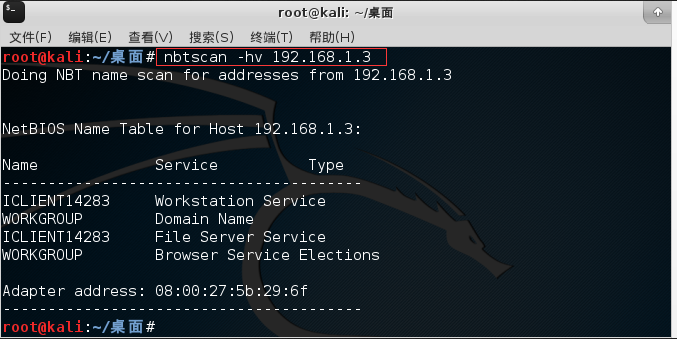 root@kali: ~/桌面
文件(F) 编辑(E) 查看(V) 搜索(S) 终端(T) 帮助(H)
root@kali:~/桌面# nbtscan -hv 192.168.1.3
Doing NBT name scan for addresses from 192.168.1.3
NetBIOS Name Table for Host 192.168.1.3:
Name Service Type
----------------------------------------
ICLIENT14283 Workstation Service
WORKGROUP Domain Name
ICLIENT14283 File Server Service
WORKGROUP Browser Service Elections
Adapter address: 08:00:27:5b:29:6f
----------------------------------------
root@kali:~/桌面#